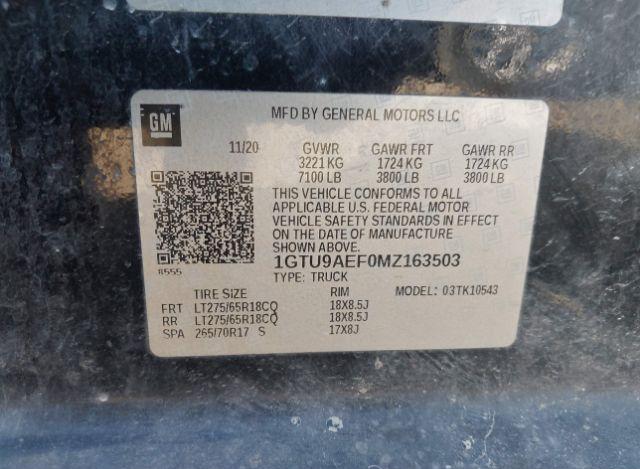 GM
MFD BY GENERAL MOTORS LLC
11/20 GVWR GAWR FRT GAWR RR
3221 KG 1724 KG 1724 KG
7100 LB 3800 LB 3800 LB
THIS VEHICLE CONFORMS TO ALL
APPLICABLE U.S. FEDERAL MOTOR
VEHICLE SAFETY STANDARDS IN EFFECT
ON THE DATE OF MANUFACTURE
SHOWN ABOVE.
8555
1GTU9AEF0MZ163503
TYPE: TRUCK
TIRE SIZE RIM MODEL: 03TK10543
FRT LT275/65R18CQ 18X8.5J
RR LT275/65R18CQ 18X8.5J
SPA 265/70R17 S 17X8J